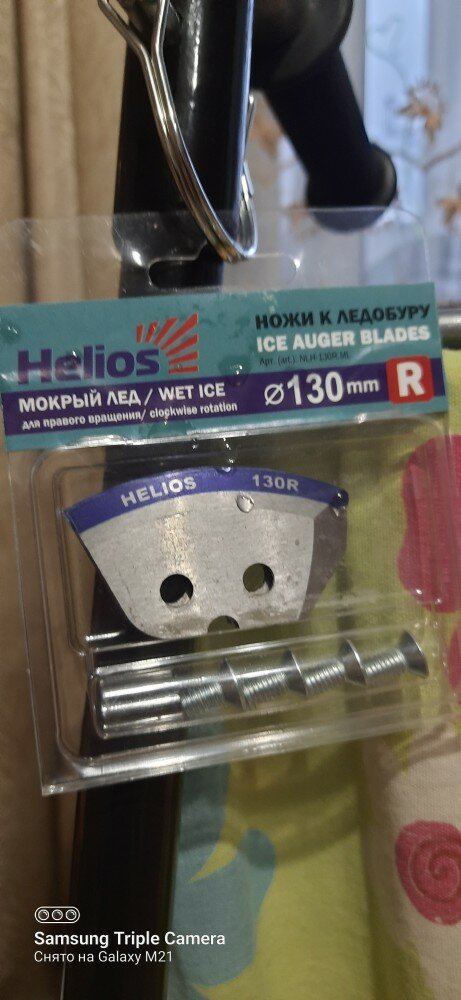 Helios
НОЖИ К ЛЕДОБУРУ
ICE AUGER BLADES
Арт. (art.): NLH-130R.ML
МОКРЫЙ ЛЕД / WET ICE
для правого вращения/ clockwise rotation
⌀130mm R
HELIOS 130R
Samsung Triple Camera
Снято на Galaxy M21